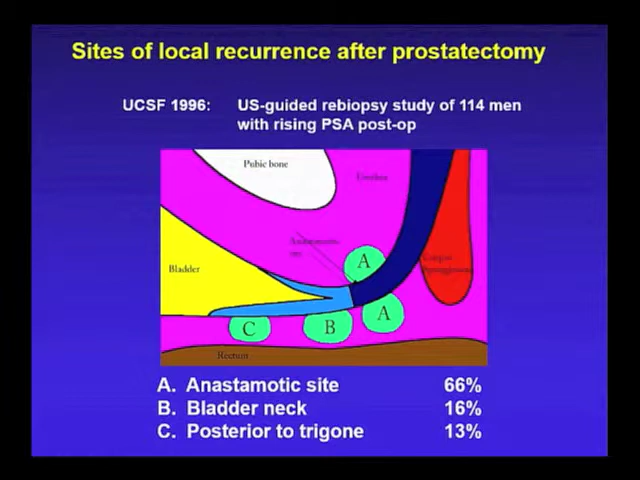 Sites of local recurrence after prostatectomy
UCSF 1996: US-guided rebiopsy study of 114 men
with rising PSA post-op
Pubic bone
Urethra
Bladder
A
A
B
C
Rectum
A. Anastamotic site 66%
B. Bladder neck 16%
C. Posterior to trigone 13%